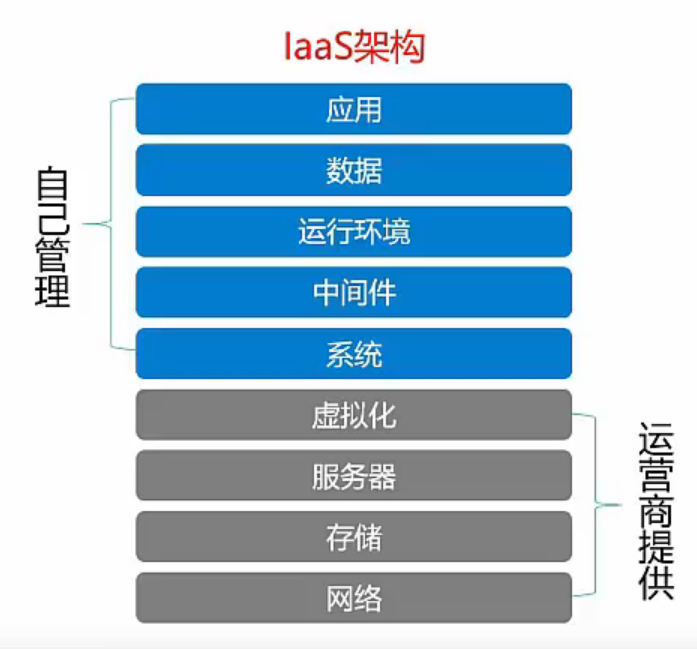 IaaS架构
自己管理
应用
数据
运行环境
中间件
系统
虚拟化
服务器
存储
网络
运营商提供